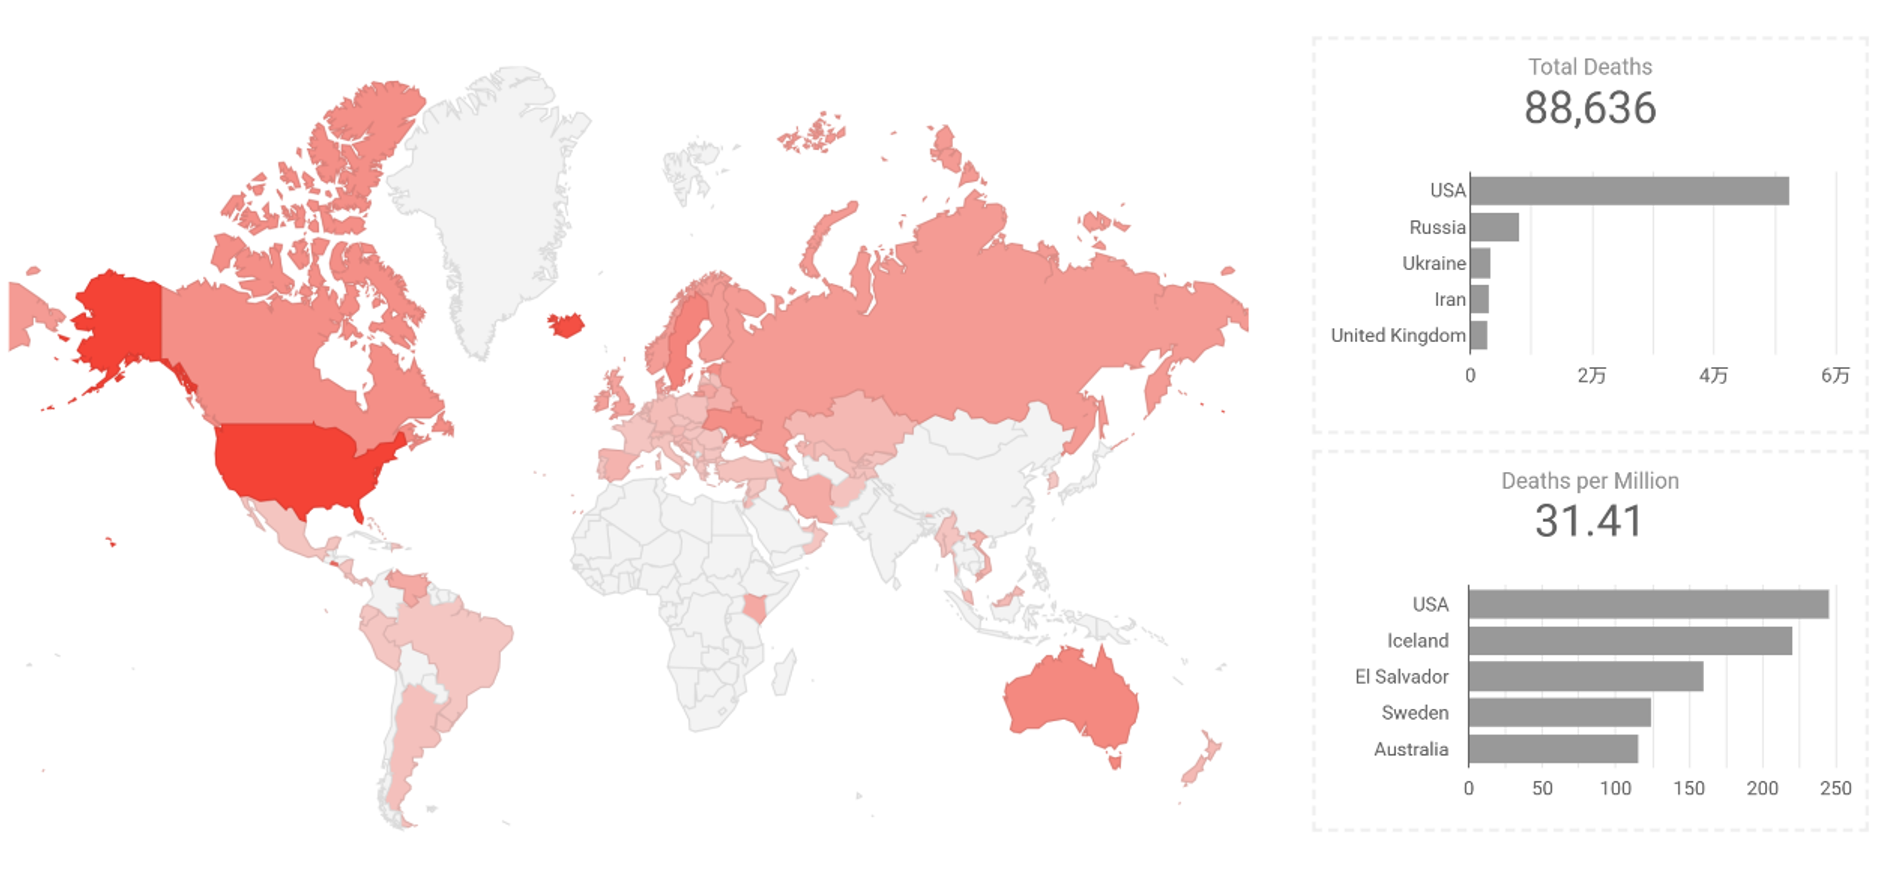 Total Deaths
88,636
USA
Russia
Ukraine
Iran
United Kingdom
0 2万 4万 6万
Deaths per Million
31.41
USA
Iceland
El Salvador
Sweden
Australia
0 50 100 150 200 250